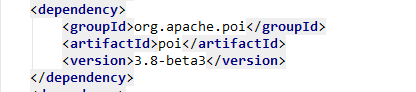 <dependency>
<groupId>org.apache.poi</groupId>
<artifactId>poi</artifactId>
<version>3.8-beta3</version>
</dependency>